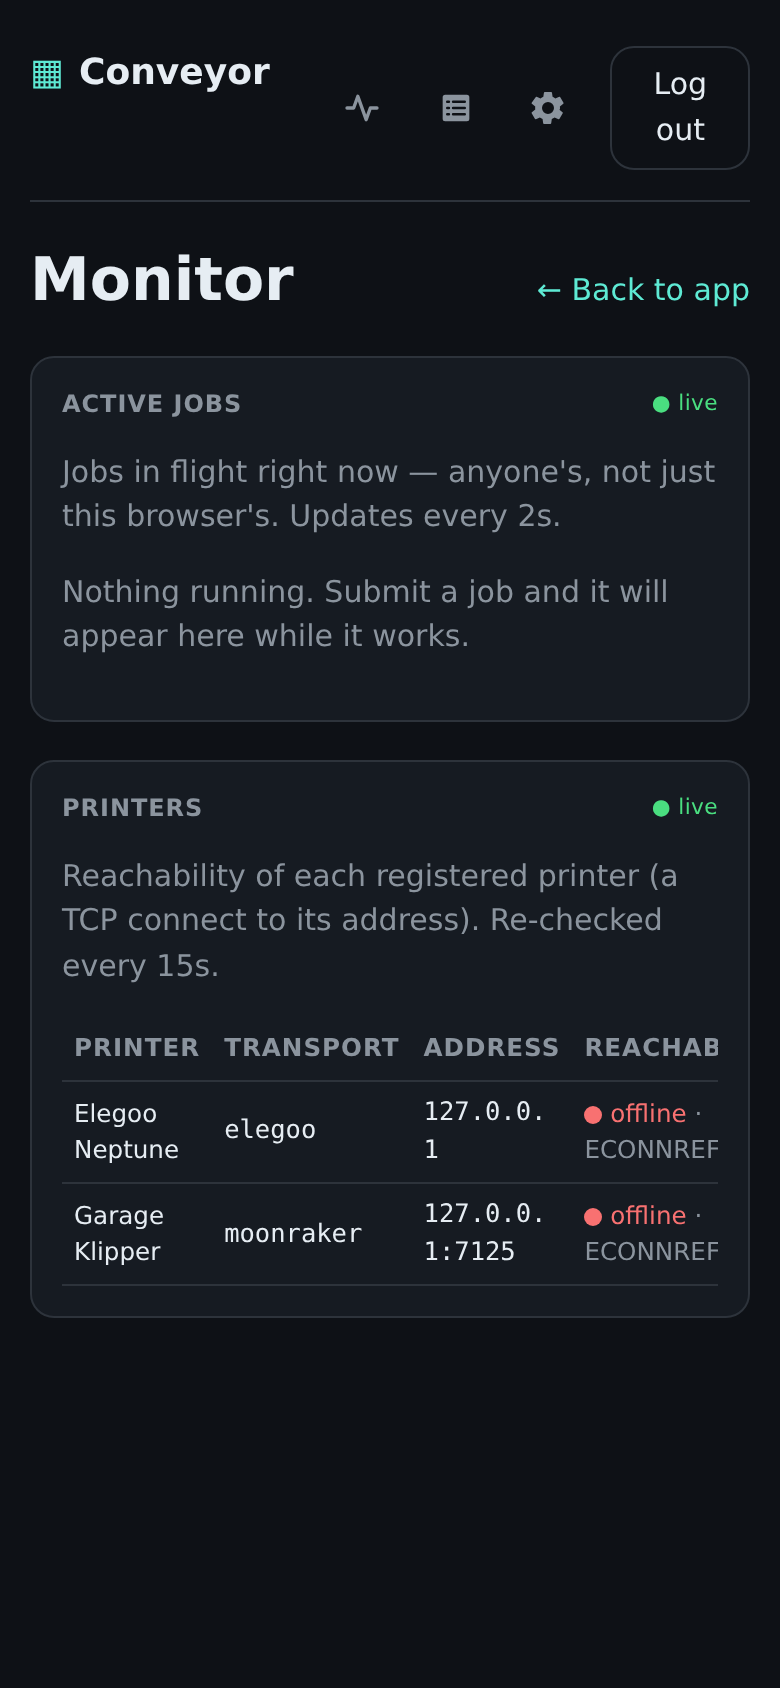 Conveyor
Log
out
Monitor
← Back to app
ACTIVE JOBS
● live
Jobs in flight right now — anyone's, not just
this browser's. Updates every 2s.
Nothing running. Submit a job and it will
appear here while it works.
PRINTERS
● live
Reachability of each registered printer (a
TCP connect to its address). Re-checked
every 15s.
PRINTER TRANSPORT ADDRESS REACHAB
Elegoo
Neptune
elegoo
127.0.0.
1
● offline ·
ECONNREF
Garage
Klipper
moonraker
127.0.0.
1:7125
● offline ·
ECONNREF